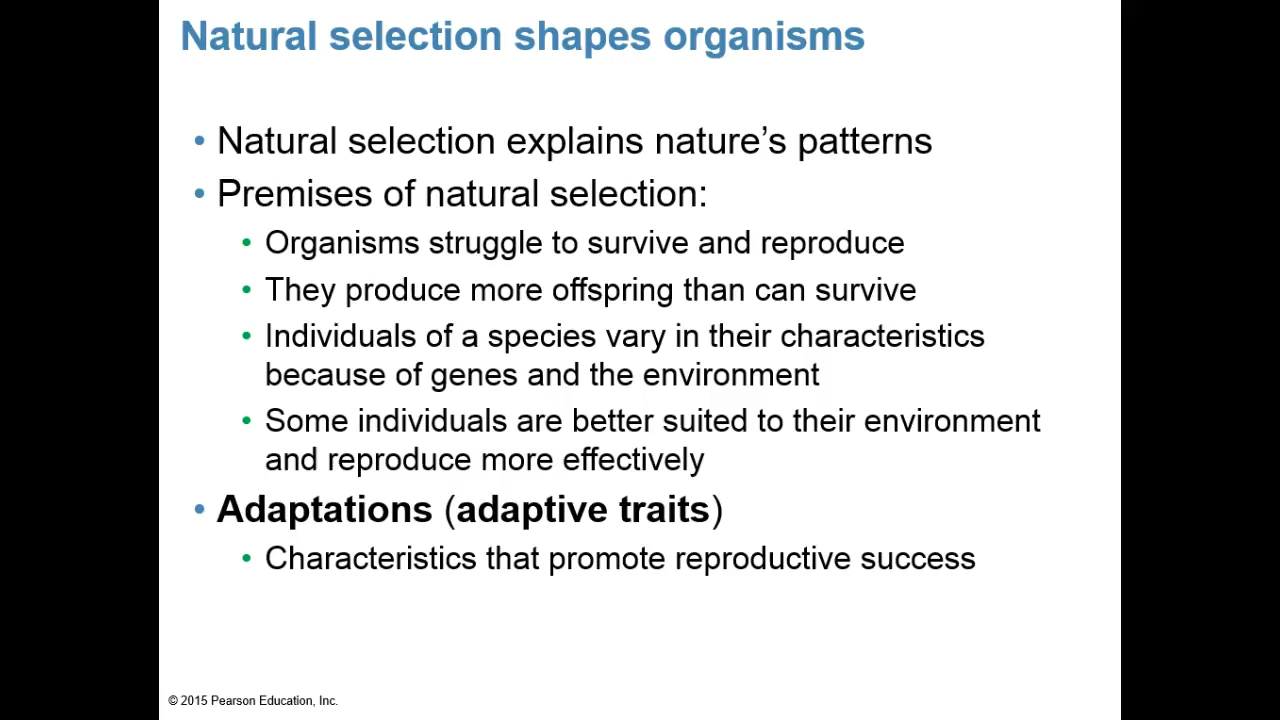 Natural selection shapes organisms
• Natural selection explains nature’s patterns
• Premises of natural selection:
• Organisms struggle to survive and reproduce
• They produce more offspring than can survive
• Individuals of a species vary in their characteristics
because of genes and the environment
• Some individuals are better suited to their environment
and reproduce more effectively
• Adaptations (adaptive traits)
• Characteristics that promote reproductive success
© 2015 Pearson Education, Inc.